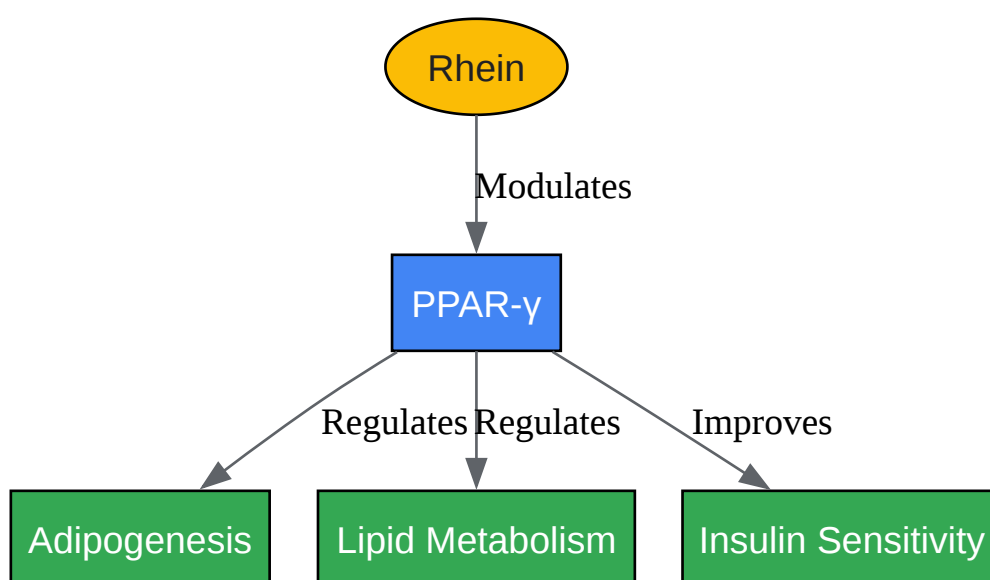 Rhein
Modulates
PPAR-γ
Regulates Regulates Improves
Adipogenesis Lipid Metabolism Insulin Sensitivity